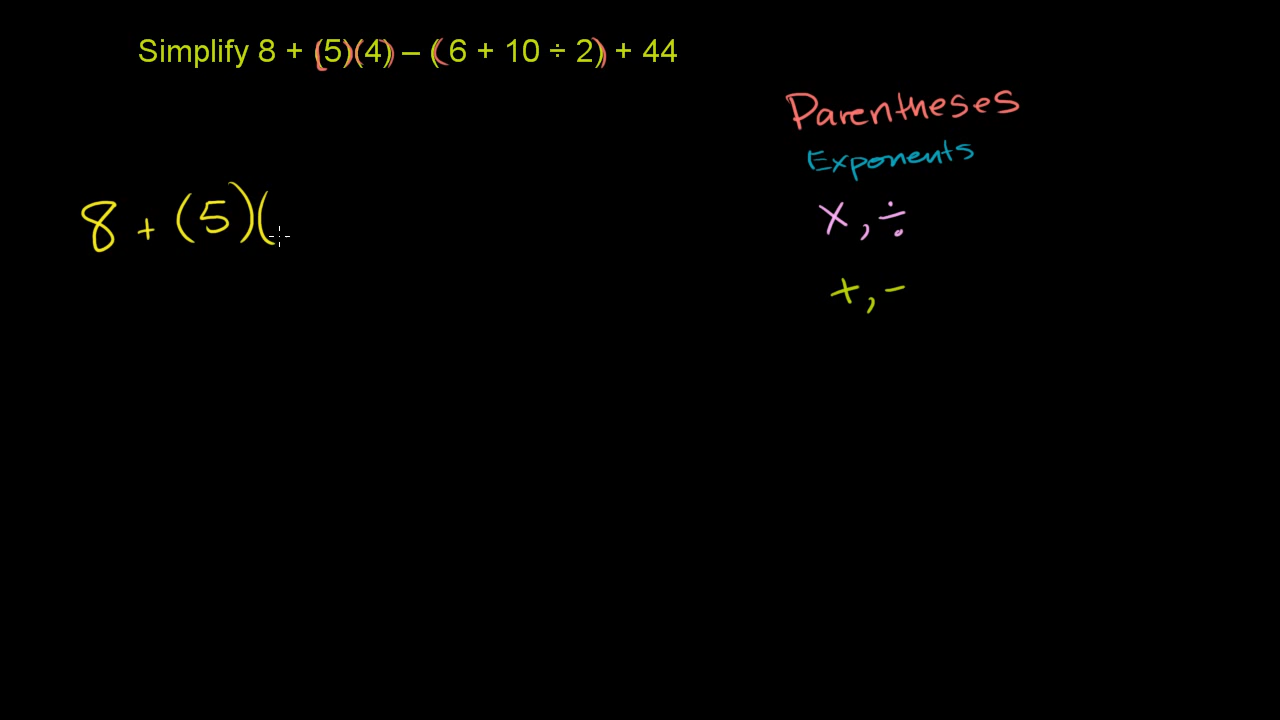 Simplify 8 + (5)(4) – ( 6 + 10 ÷ 2) + 44
Parentheses
Exponents
x, ÷
+, -
8 + (5)(